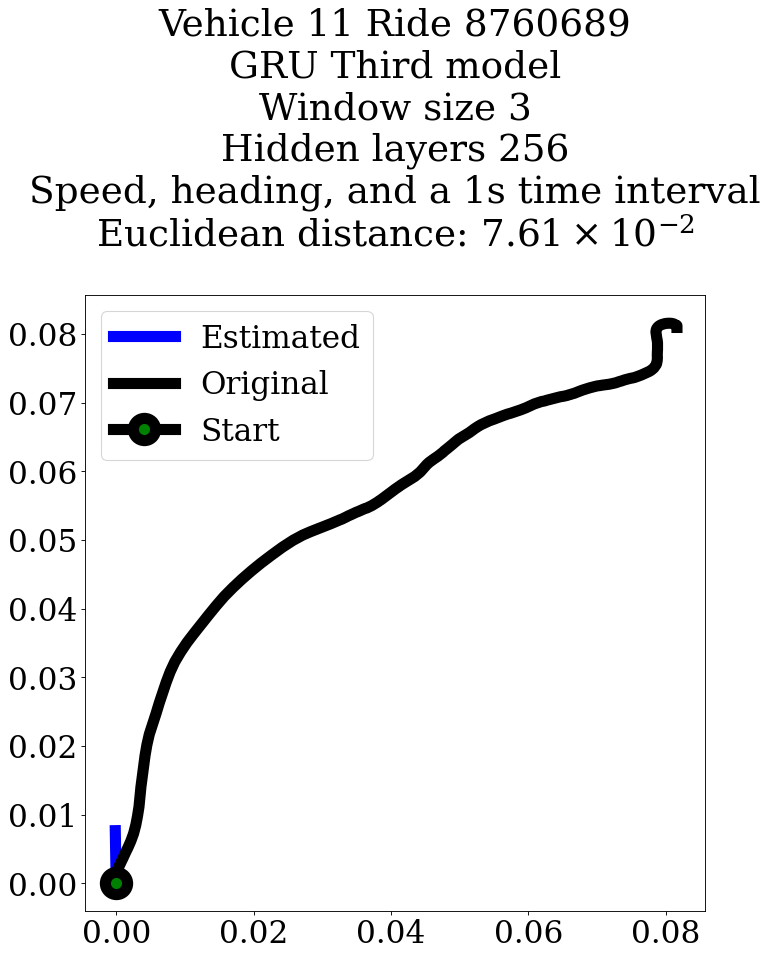 Vehicle 11 Ride 8760689
GRU Third model
Window size 3
Hidden layers 256
Speed, heading, and a 1s time interval
Euclidean distance: 7.61 × 10⁻²
Estimated
Original
Start
0.08
0.07
0.06
0.05
0.04
0.03
0.02
0.01
0.00
0.00 0.02 0.04 0.06 0.08